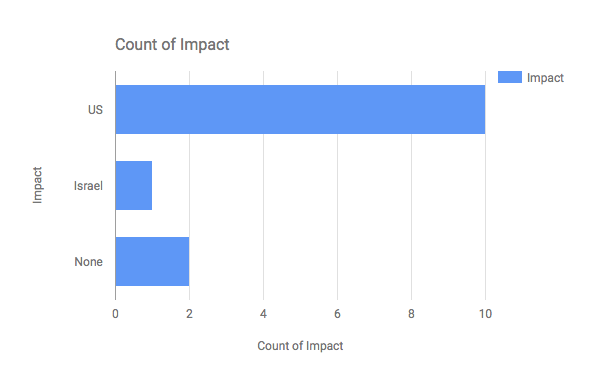 Count of Impact
Impact
US
Israel
None
Impact
0 2 4 6 8 10
Count of Impact